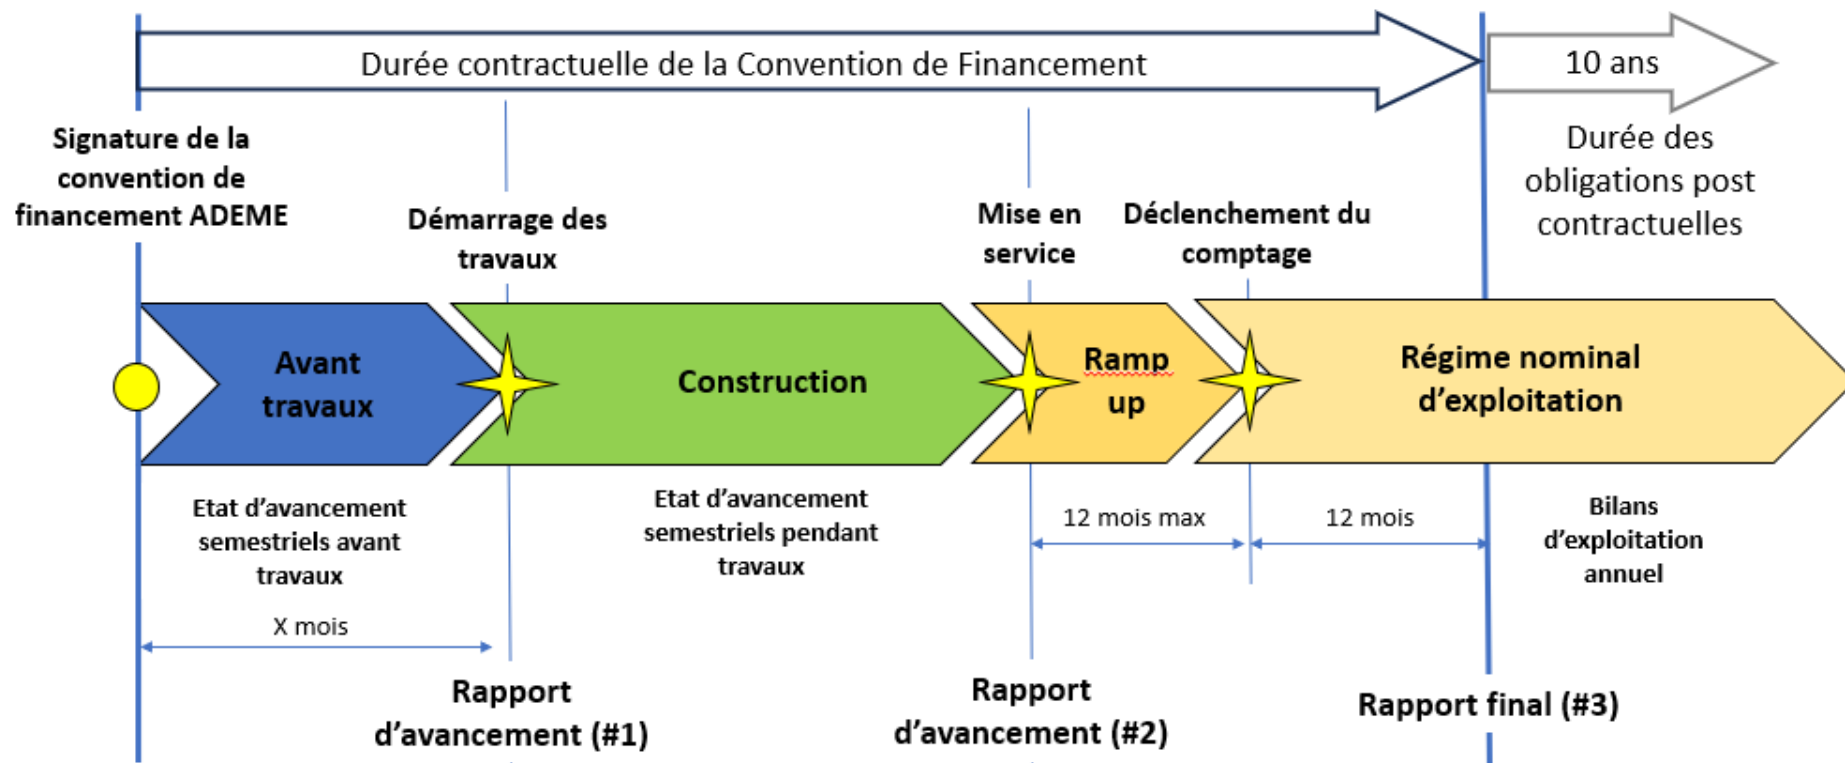 Durée contractuelle de la Convention de Financement
10 ans
Signature de la
convention de
financement ADEME
Durée des
obligations post
contractuelles
Démarrage des
travaux
Mise en
service
Déclenchement du
comptage
Avant
travaux
Construction
Ramp
up
Régime nominal
d’exploitation
Etat d’avancement
semestriels avant
travaux
Etat d’avancement
semestriels pendant
travaux
12 mois max
12 mois
Bilans
d’exploitation
annuel
X mois
Rapport
d’avancement (#1)
Rapport
d’avancement (#2)
Rapport final (#3)